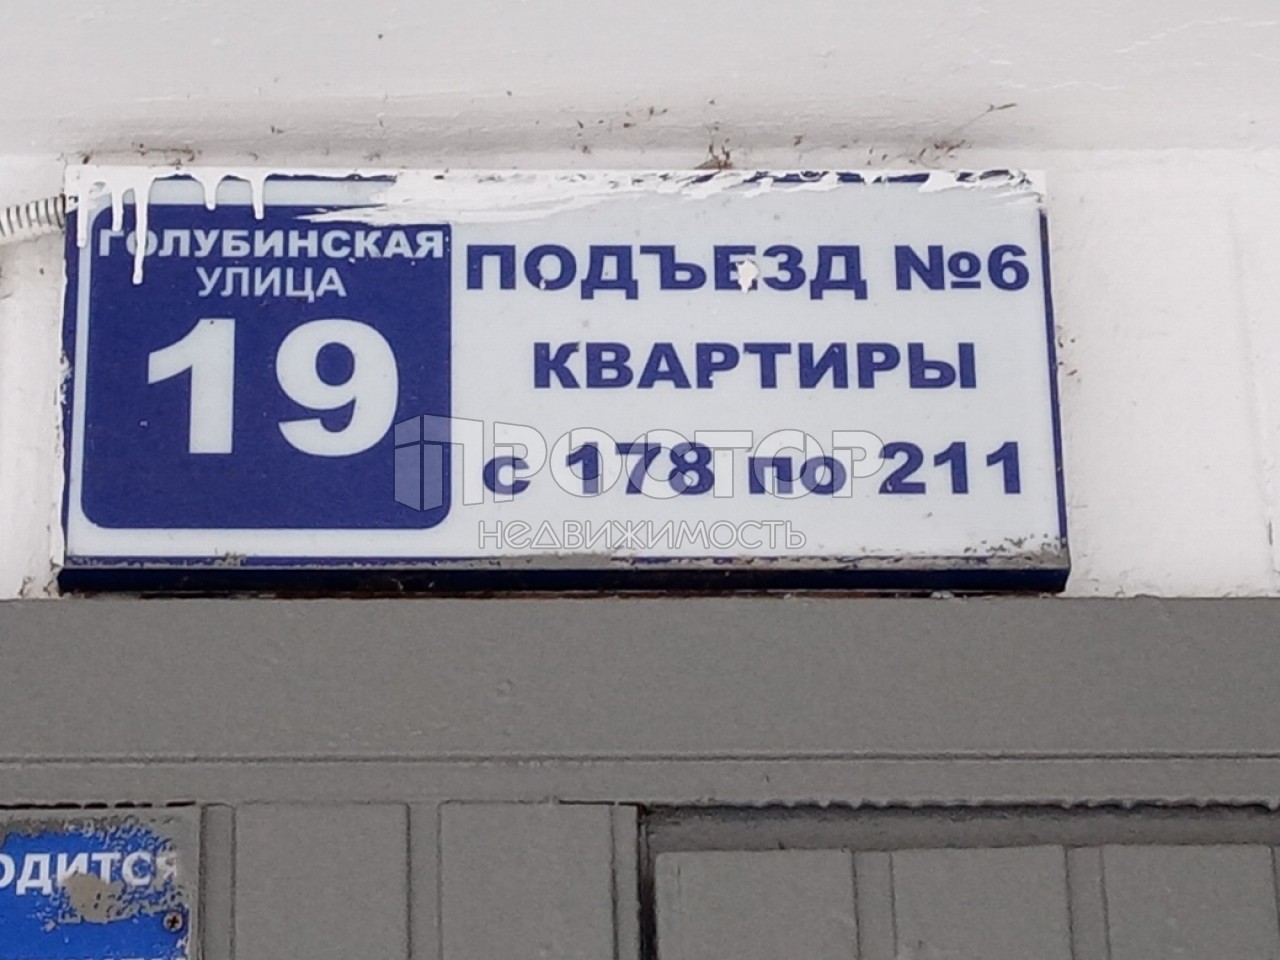 ГОЛУБИНСКАЯ
УЛИЦА
19
ПОДЪЕЗД №6
КВАРТИРЫ
с 178 по 211
ПРОСТОР
НЕДВИЖИМОСТЬ
ОДИТСЯ